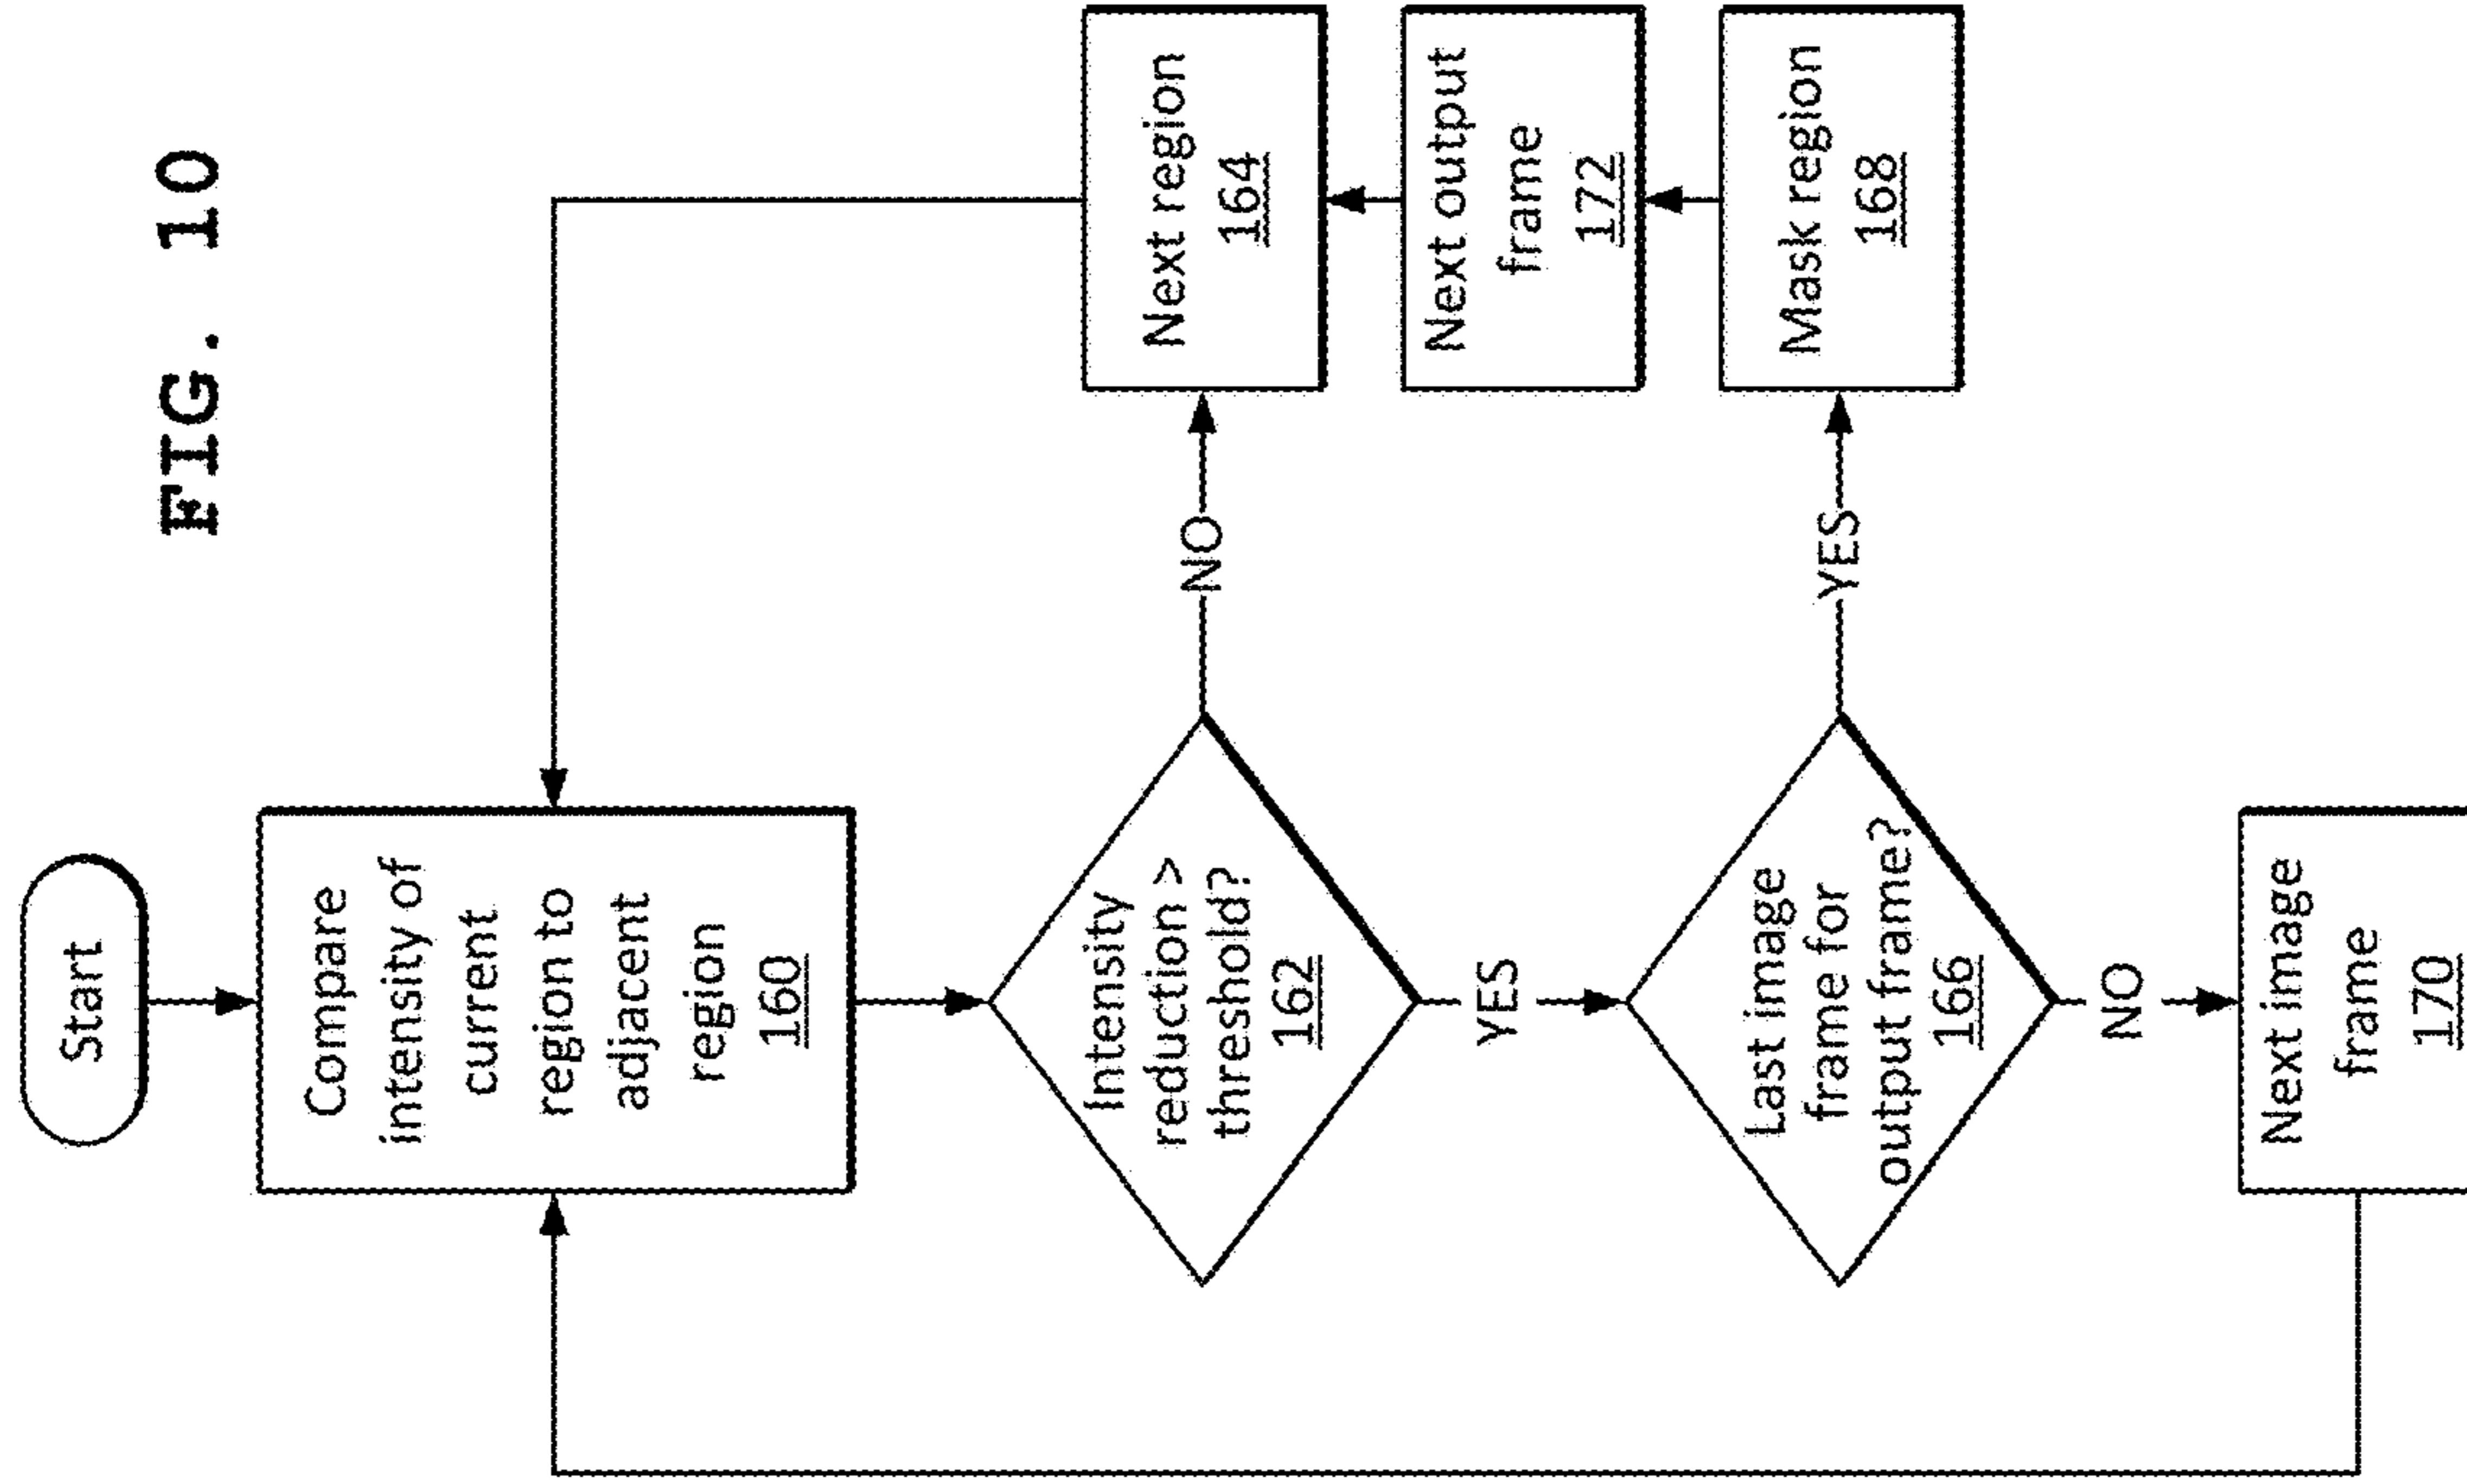 FIG. 10
Start
Compare
intensity of
current
region to
adjacent
region
160
Intensity
reduction >
threshold?
162
NO
Next region
164
YES
Last image
frame for
output frame?
166
YES
Mask region
168
Next output
frame
172
NO
Next image
frame
170